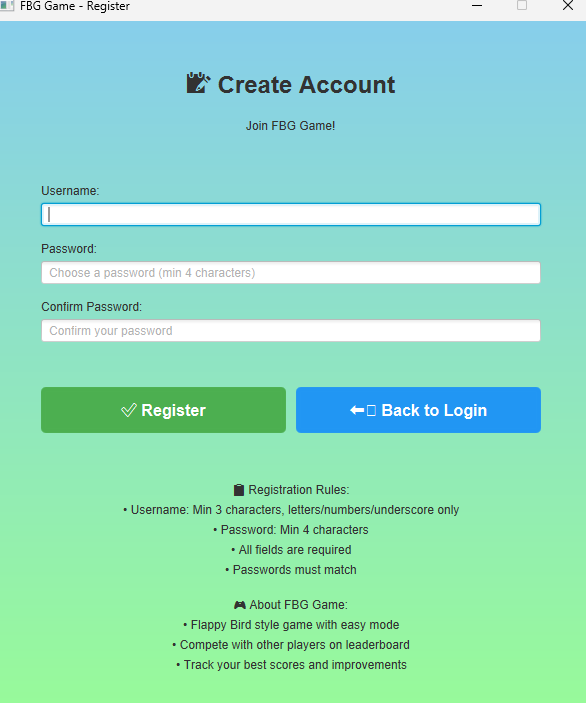 FBG Game - Register
Create Account
Join FBG Game!
Username:
Password:
Choose a password (min 4 characters)
Confirm Password:
Confirm your password
✅ Register
⬅️ Back to Login
📋 Registration Rules:
• Username: Min 3 characters, letters/numbers/underscore only
• Password: Min 4 characters
• All fields are required
• Passwords must match
🎮 About FBG Game:
• Flappy Bird style game with easy mode
• Compete with other players on leaderboard
• Track your best scores and improvements